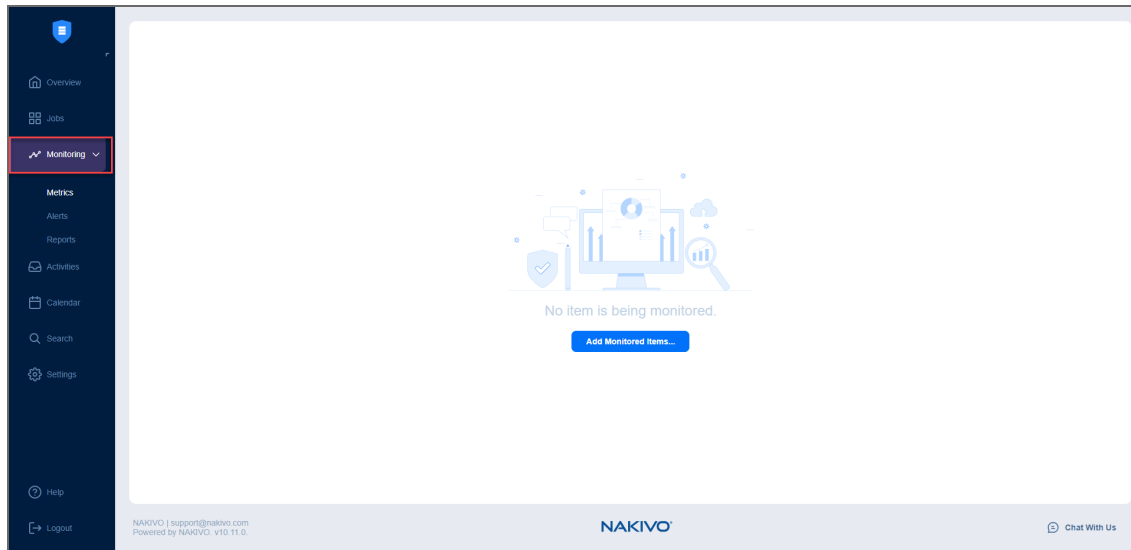 Overview
Jobs
Monitoring
Metrics
Alerts
Reports
Activities
Calendar
Search
Settings
Help
Logout
No item is being monitored.
Add Monitored Items...
NAKIVO | support@nakivo.com
Powered by NAKIVO. v10.11.0.
NAKIVO®
Chat With Us